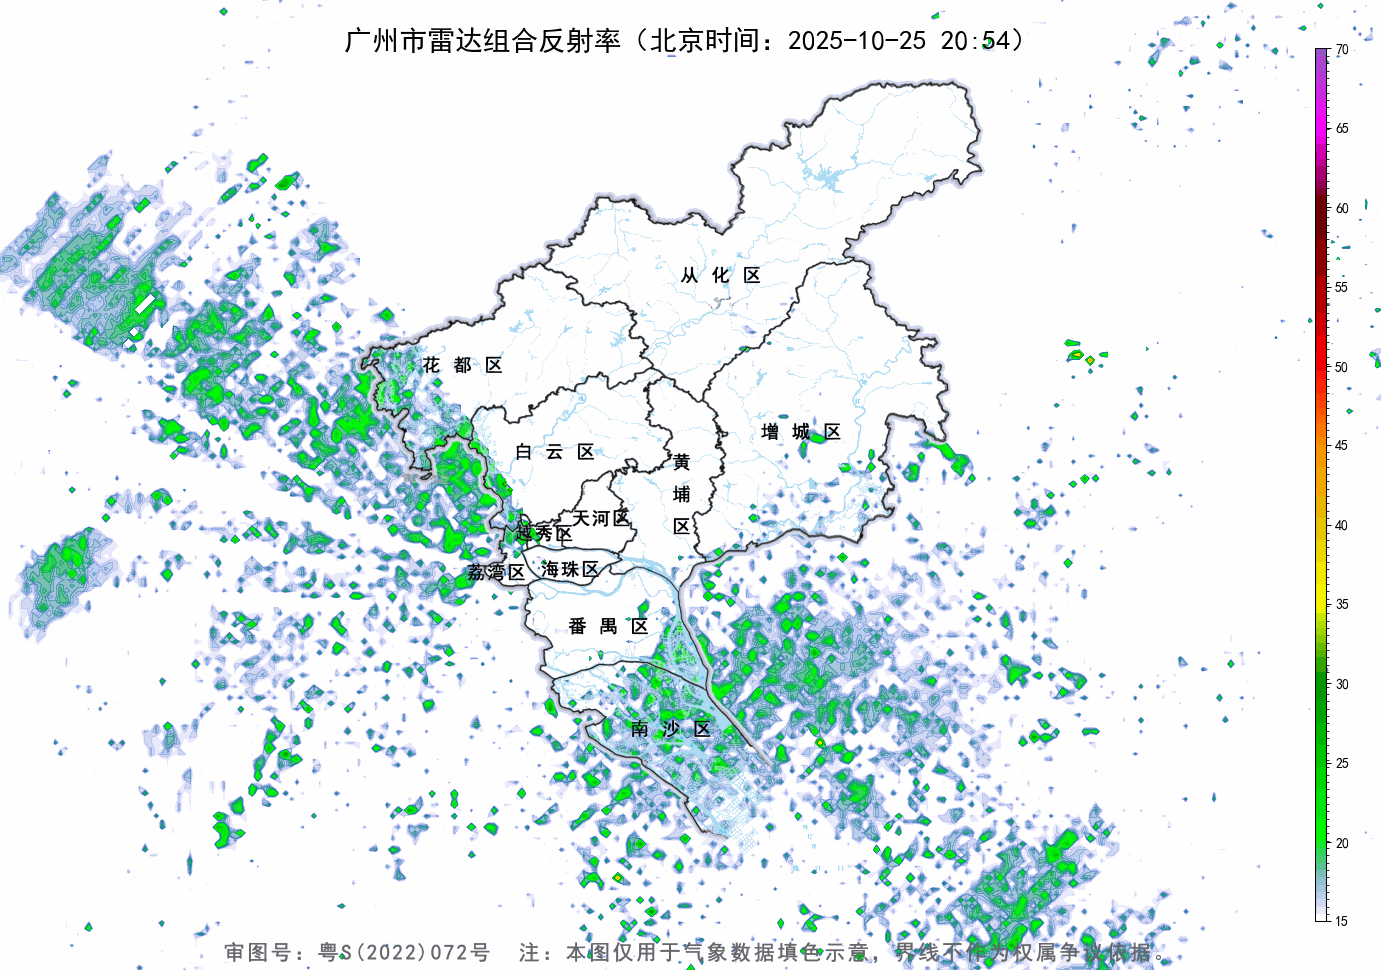 广州市雷达组合反射率（北京时间：2025-10-25 20:54）
70
65
60
55
50
45
40
35
30
25
20
15
从化区
花都区
增城区
白云区
黄埔区
天河区
越秀区
海珠区
荔湾区
番禺区
南沙区
审图号：粤S(2022)072号 注：本图仅用于气象数据填色示意，界线不作为权属争议依据。